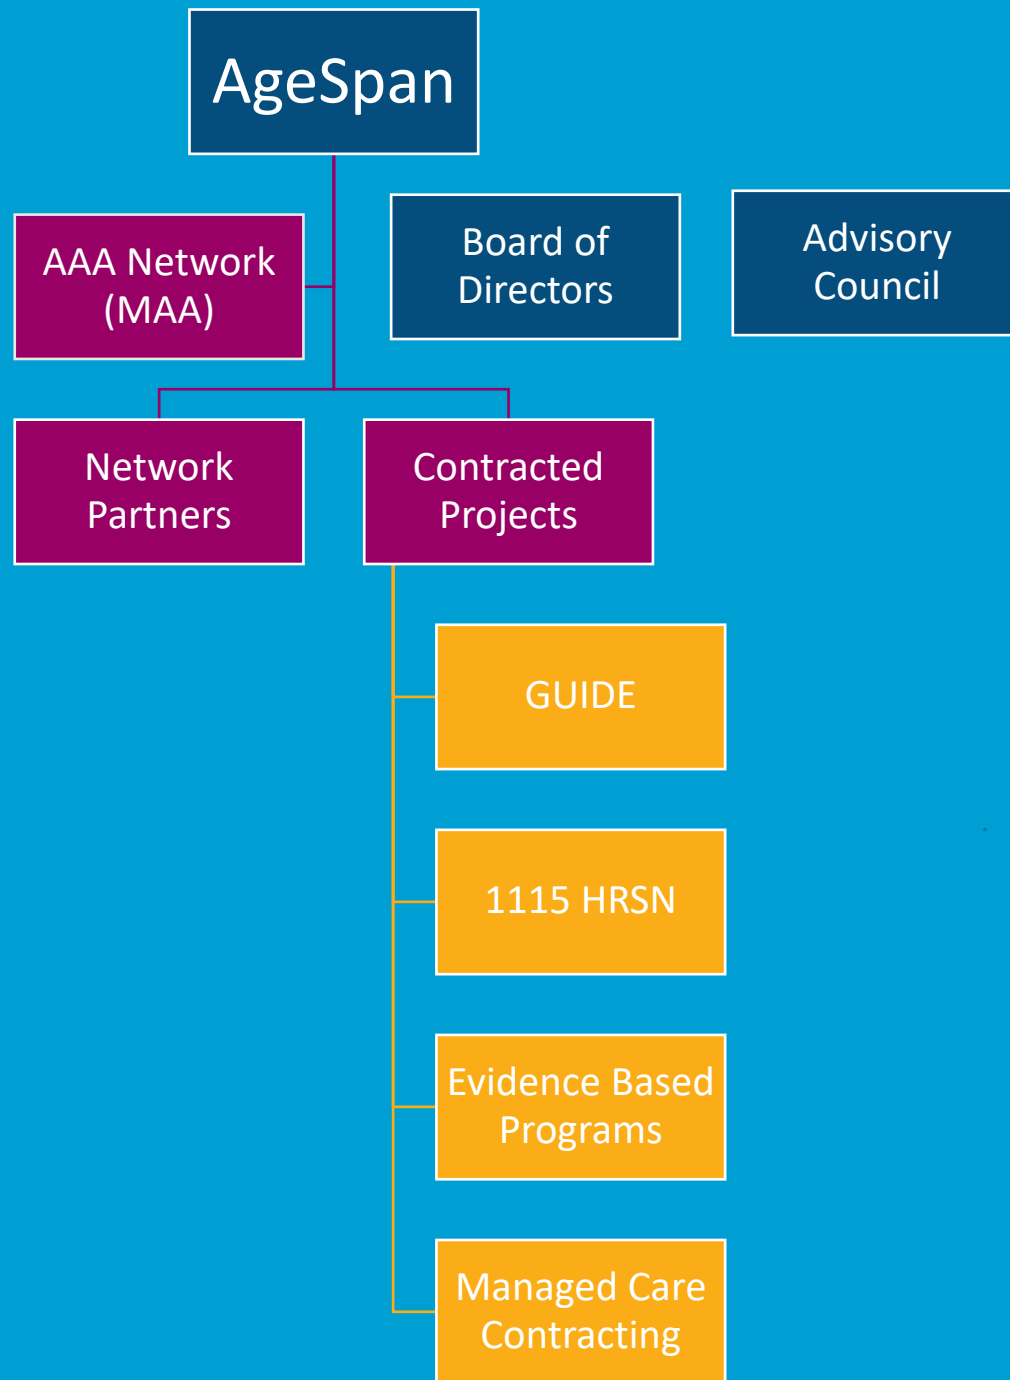 AgeSpan
AAA Network
(MAA)
Board of
Directors
Advisory
Council
Network
Partners
Contracted
Projects
GUIDE
1115 HRSN
Evidence Based
Programs
Managed Care
Contracting